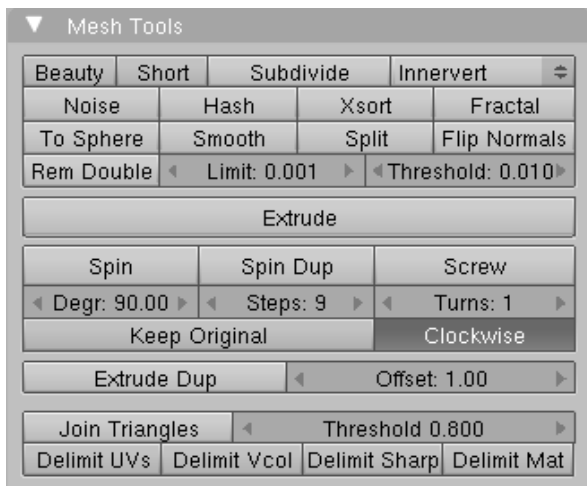 Mesh Tools
Beauty Short Subdivide Innervert
Noise Hash Xsort Fractal
To Sphere Smooth Split Flip Normals
Rem Double Limit: 0.001 Threshold: 0.010
Extrude
Spin Spin Dup Screw
Degr: 90.00 Steps: 9 Turns: 1
Keep Original Clockwise
Extrude Dup Offset: 1.00
Join Triangles Threshold 0.800
Delimit UVs Delimit Vcol Delimit Sharp Delimit Mat